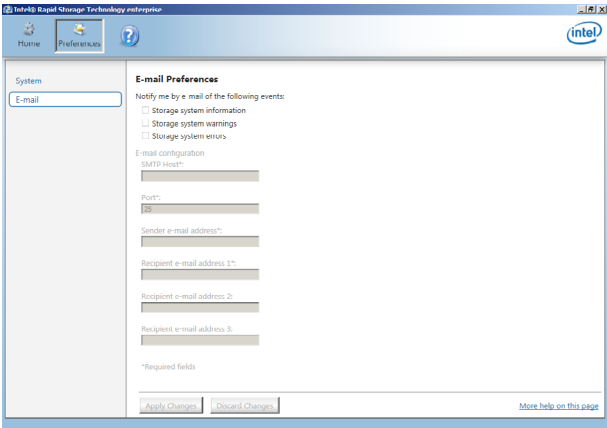 Intel® Rapid Storage Technology enterprise
Home
Preferences
?
intel
System
E-mail
E-mail Preferences
Notify me by e-mail of the following events:
Storage system information
Storage system warnings
Storage system errors
E-mail configuration
SMTP Host*:
Port*:
25
Sender e-mail address*:
Recipient e-mail address 1*:
Recipient e-mail address 2:
Recipient e-mail address 3:
*Required fields
Apply Changes
Discard Changes
More help on this page